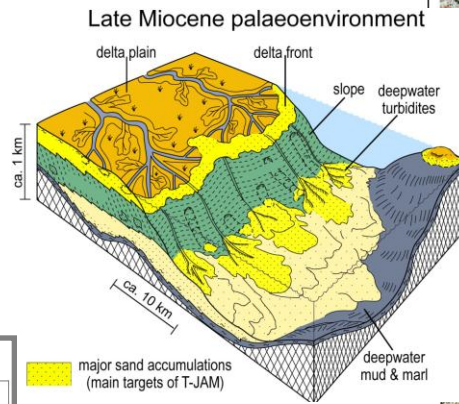 Late Miocene palaeoenvironment
delta plain
delta front
slope
deepwater
turbidites
ca. 1 km
ca. 10 km
deepwater
mud & marl
major sand accumulations
(main targets of T-JAM)